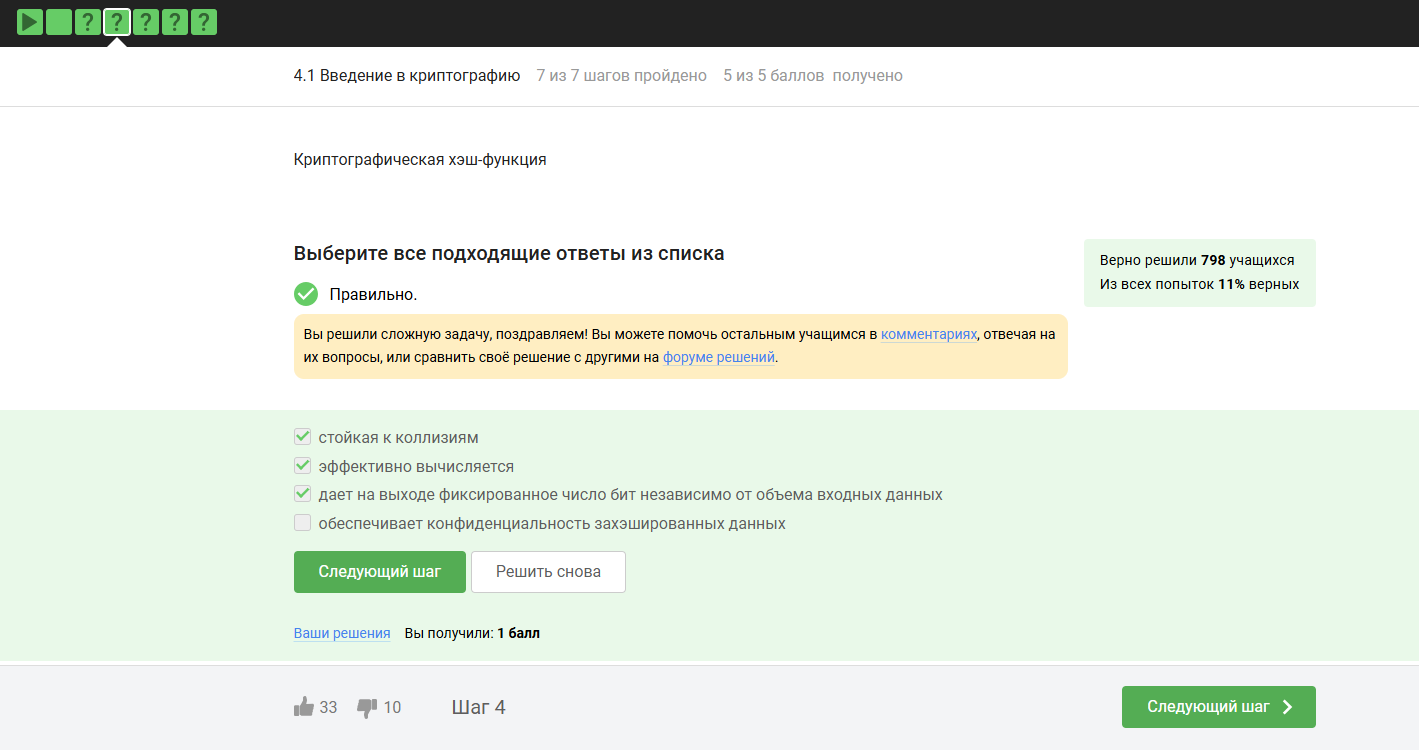 ? ? ? ? ?
4.1 Введение в криптографию 7 из 7 шагов пройдено 5 из 5 баллов получено
Криптографическая хэш-функция
Выберите все подходящие ответы из списка
Верно решили 798 учащихся
Из всех попыток 11% верных
Правильно.
Вы решили сложную задачу, поздравляем! Вы можете помочь остальным учащимся в комментариях, отвечая на
их вопросы, или сравнить своё решение с другими на форуме решений.
стойкая к коллизиям
эффективно вычисляется
дает на выходе фиксированное число бит независимо от объема входных данных
обеспечивает конфиденциальность захэшированных данных
Следующий шаг Решить снова
Ваши решения Вы получили: 1 балл
33 10 Шаг 4 Следующий шаг